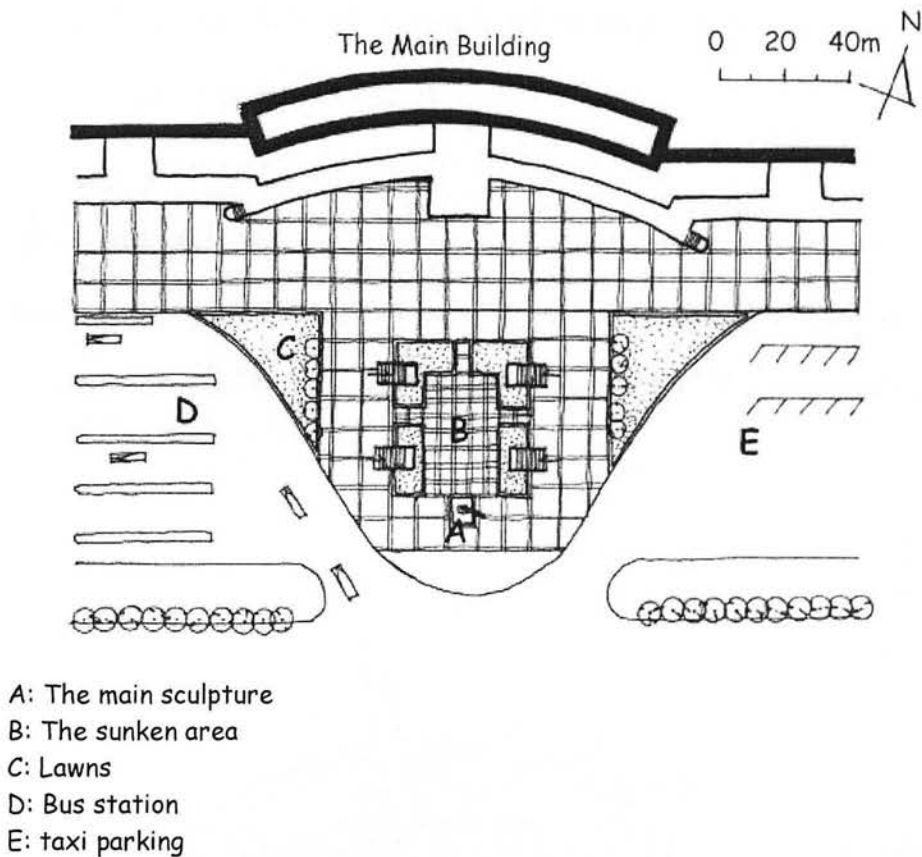 The Main Building
0 20 40m
N
C
D
B
E
A
A: The main sculpture
B: The sunken area
C: Lawns
D: Bus station
E: taxi parking